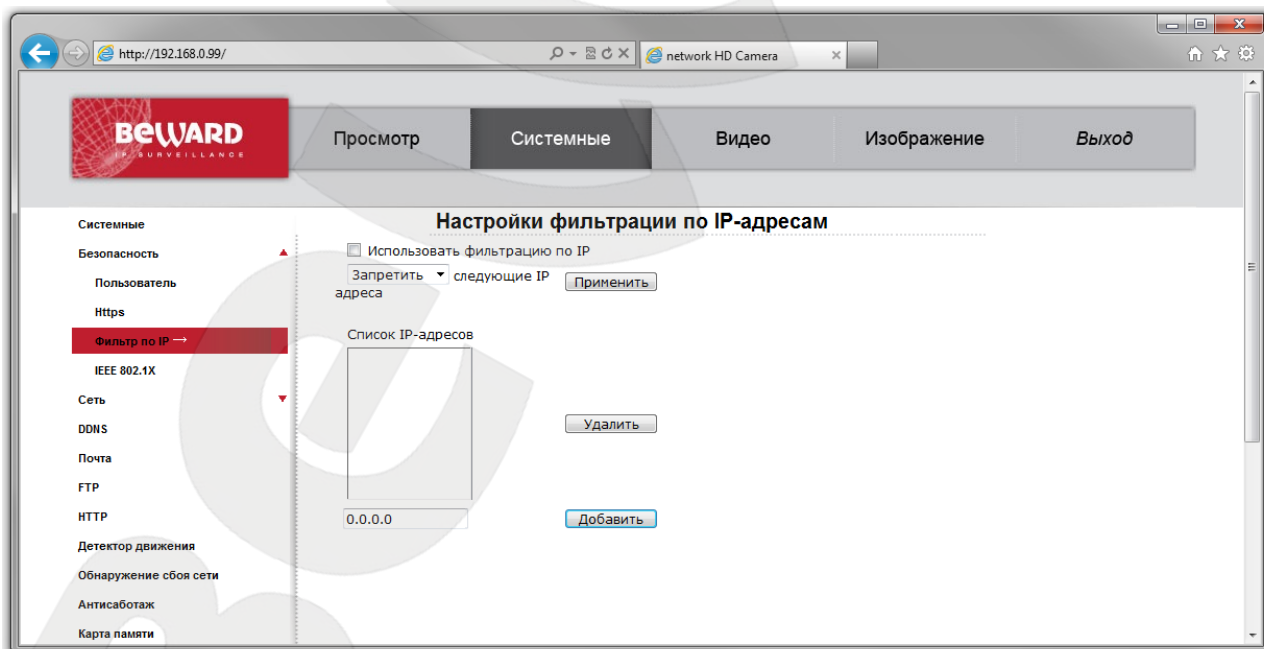 http://192.168.0.99/
network HD Camera
BEWARD
IP SURVEILLANCE
Просмотр
Системные
Видео
Изображение
Выход
Системные
Безопасность
Пользователь
Https
Фильтр по IP →
IEEE 802.1X
Сеть
DDNS
Почта
FTP
HTTP
Детектор движения
Обнаружение сбоя сети
Антисаботаж
Карта памяти
Настройки фильтрации по IP-адресам
Использовать фильтрацию по IP
Запретить следующие IP
адреса
Применить
Список IP-адресов
Удалить
0.0.0.0
Добавить